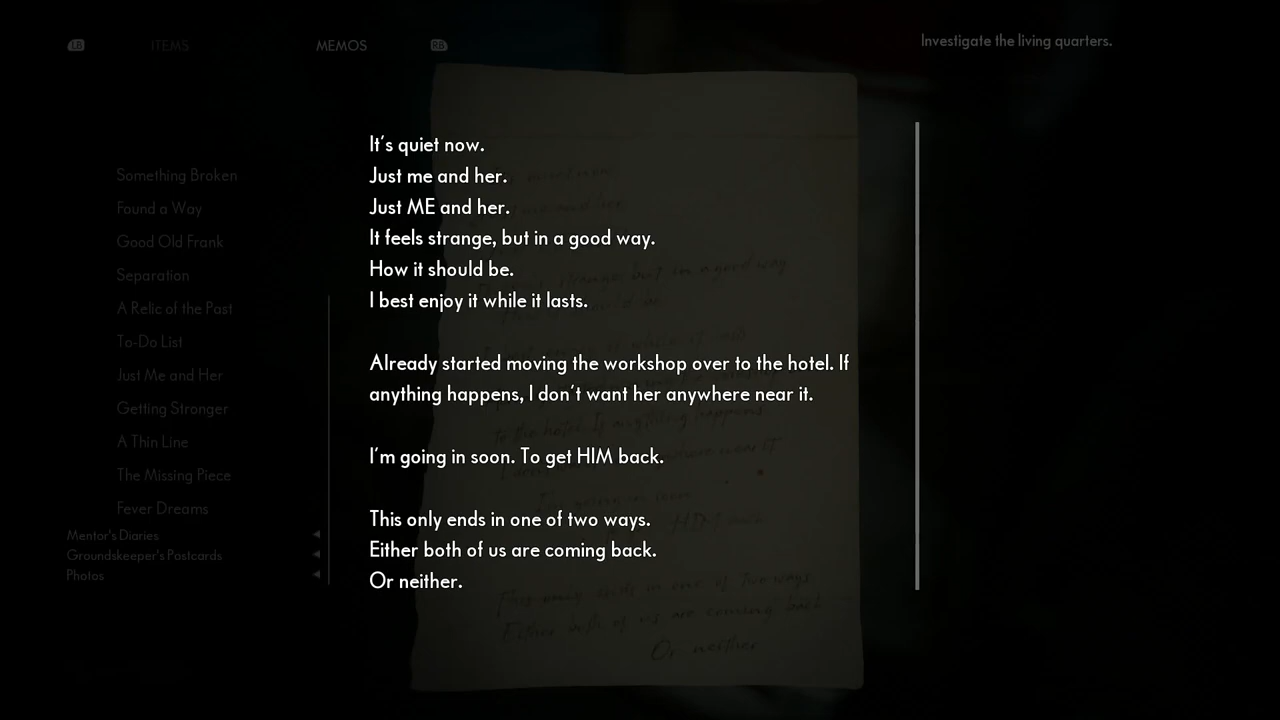 LB
ITEMS
MEMOS
RB
Investigate the living quarters.
Something Broken
Found a Way
Good Old Frank
Separation
A Relic of the Past
To-Do List
Just Me and Her
Getting Stronger
A Thin Line
The Missing Piece
Fever Dreams
Mentor's Diaries
Groundskeeper's Postcards
Photos
It's quiet now.
Just me and her.
Just ME and her.
It feels strange, but in a good way.
How it should be.
I best enjoy it while it lasts.
Already started moving the workshop over to the hotel. If
anything happens, I don't want her anywhere near it.
I'm going in soon. To get HIM back.
This only ends in one of two ways.
Either both of us are coming back.
Or neither.